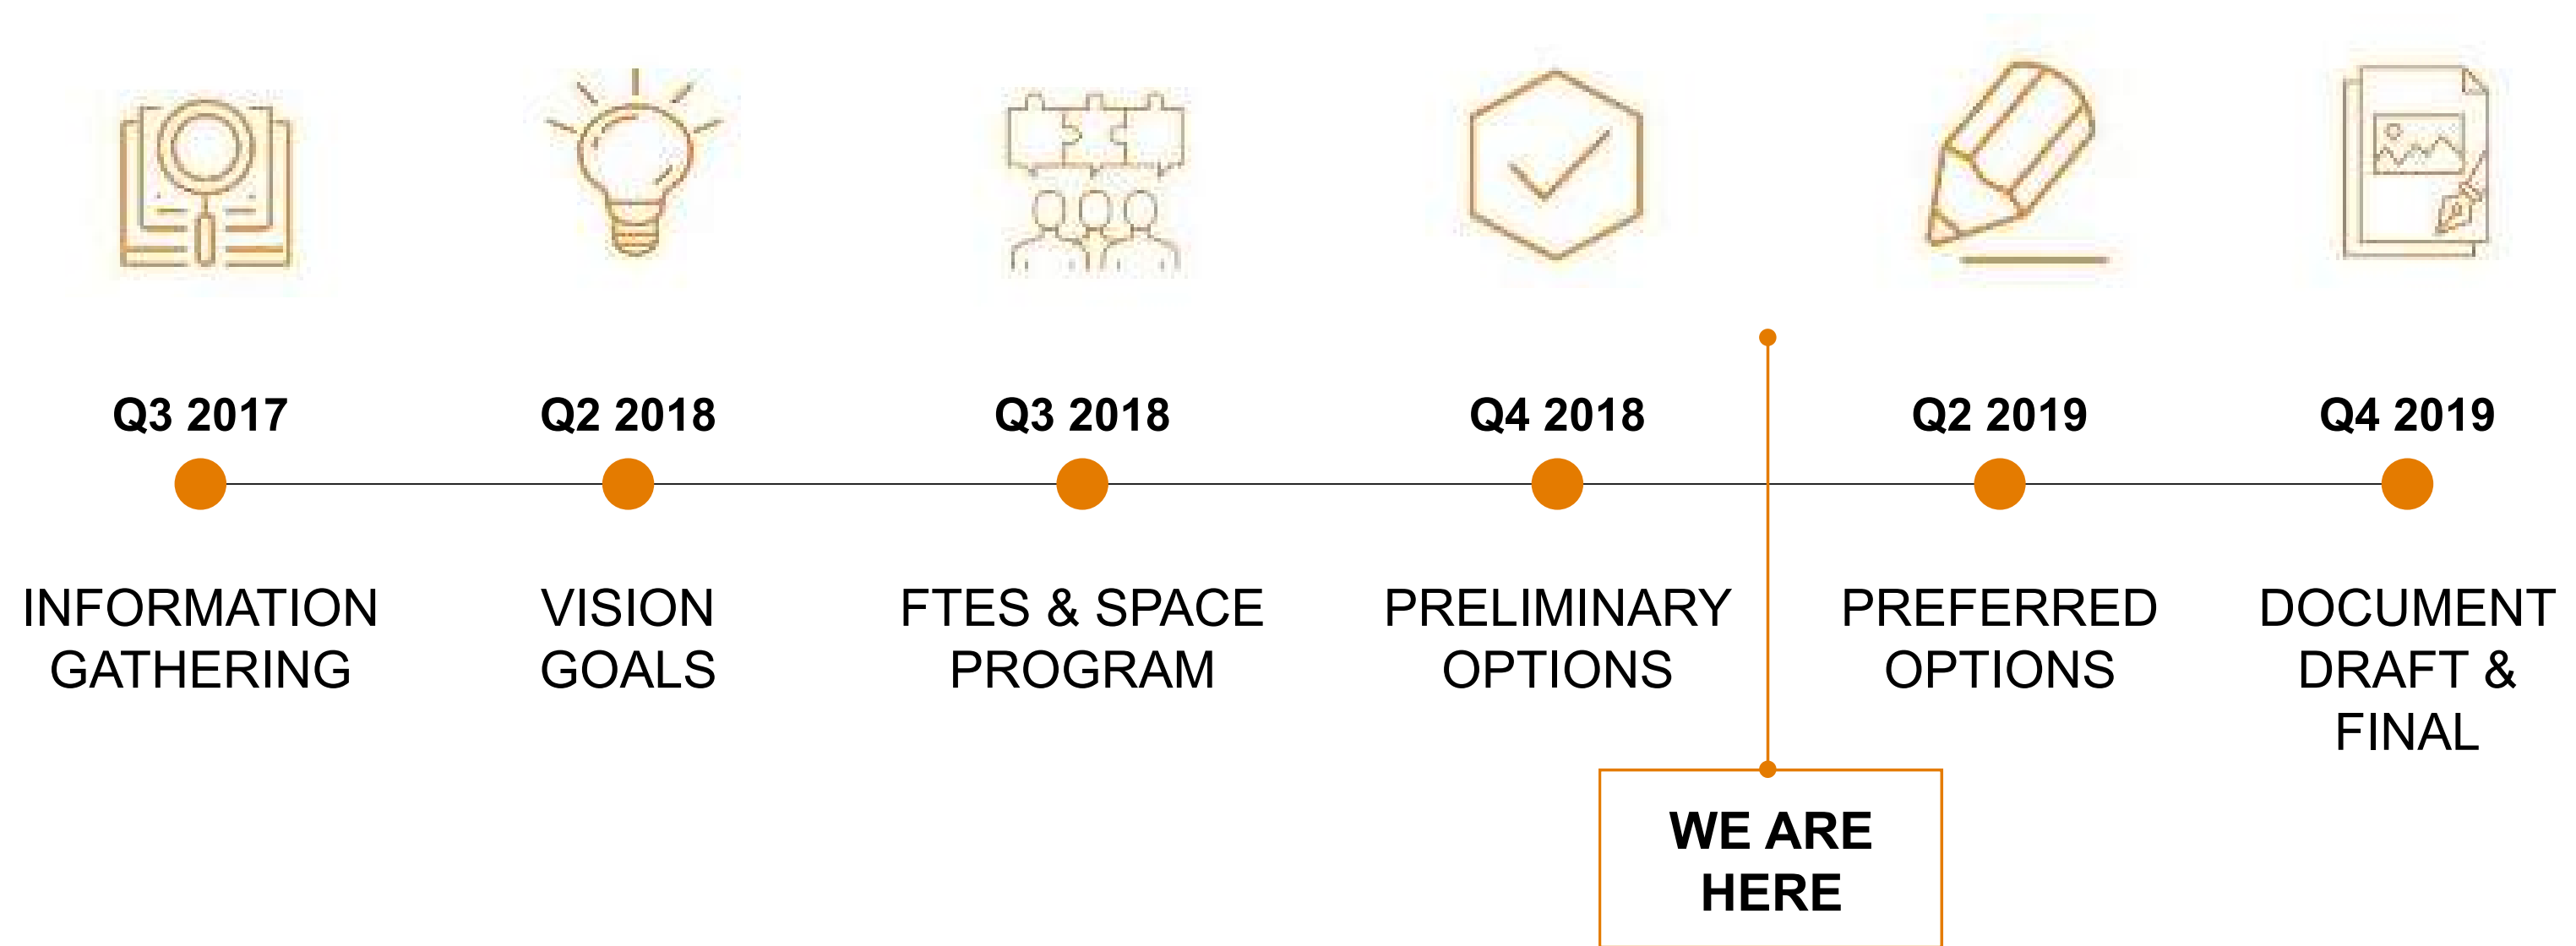 Q3 2017
Q2 2018
Q3 2018
Q4 2018
Q2 2019
Q4 2019
INFORMATION
GATHERING
VISION
GOALS
FTES & SPACE
PROGRAM
PRELIMINARY
OPTIONS
PREFERRED
OPTIONS
DOCUMENT
DRAFT &
FINAL
WE ARE
HERE